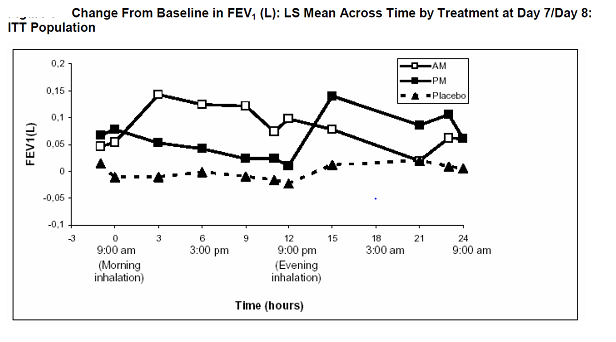 Change From Baseline in FEV1 (L): LS Mean Across Time by Treatment at Day 7/Day 8:
ITT Population
0,2
0,15
0,1
0,05
0
-0,05
-0,1
FEV1(L)
AM
PM
Placebo
-3 0 3 6 9 12 15 18 21 24
9:00 am 3:00 pm 9:00 pm 3:00 am 9:00 am
(Morning inhalation) (Evening inhalation)
Time (hours)